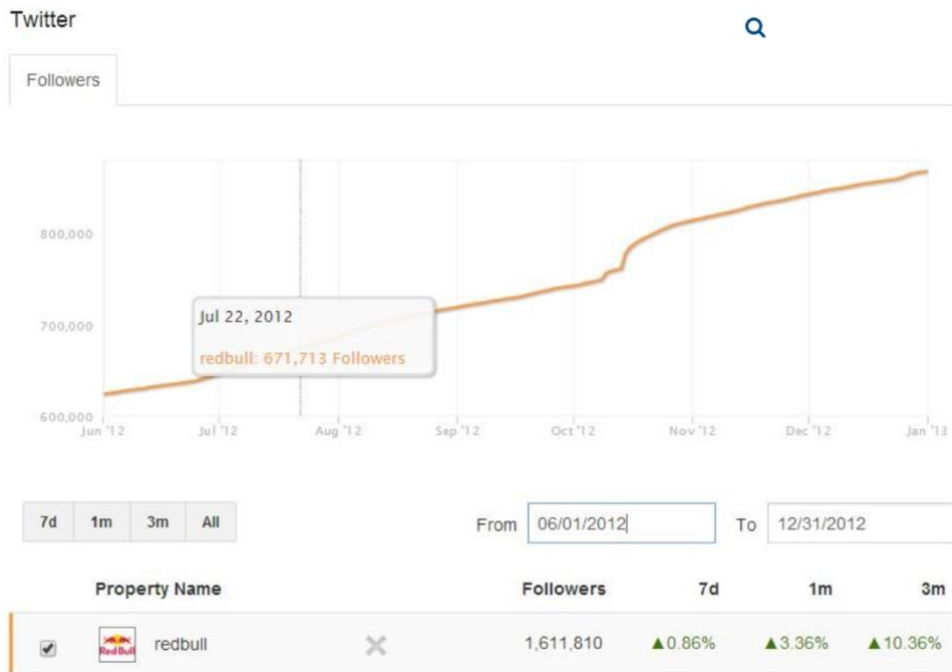 Twitter
Followers
800,000
700,000
600,000
Jul 22, 2012
redbull: 671,713 Followers
Jun '12 Jul '12 Aug '12 Sep '12 Oct '12 Nov '12 Dec '12 Jan '13
7d 1m 3m All From 06/01/2012 To 12/31/2012
Property Name Followers 7d 1m 3m
Red Bull redbull 1,611,810 ▲0.86% ▲3.36% ▲10.36%